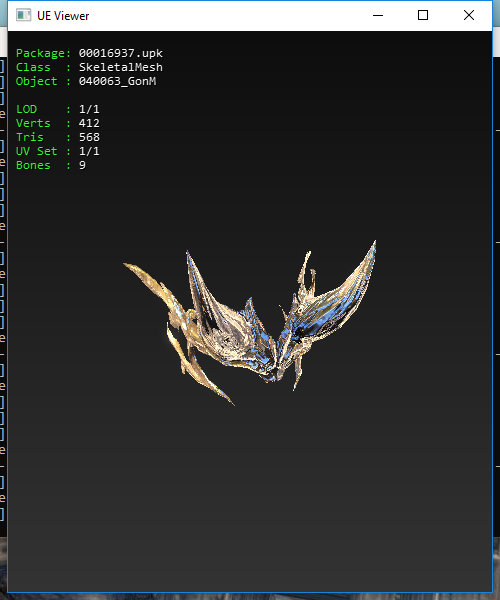 UE Viewer
Package: 00016937.upk
Class : SkeletalMesh
Object : 040063_GonM
LOD : 1/1
Verts : 412
Tris : 568
UV Set : 1/1
Bones : 9